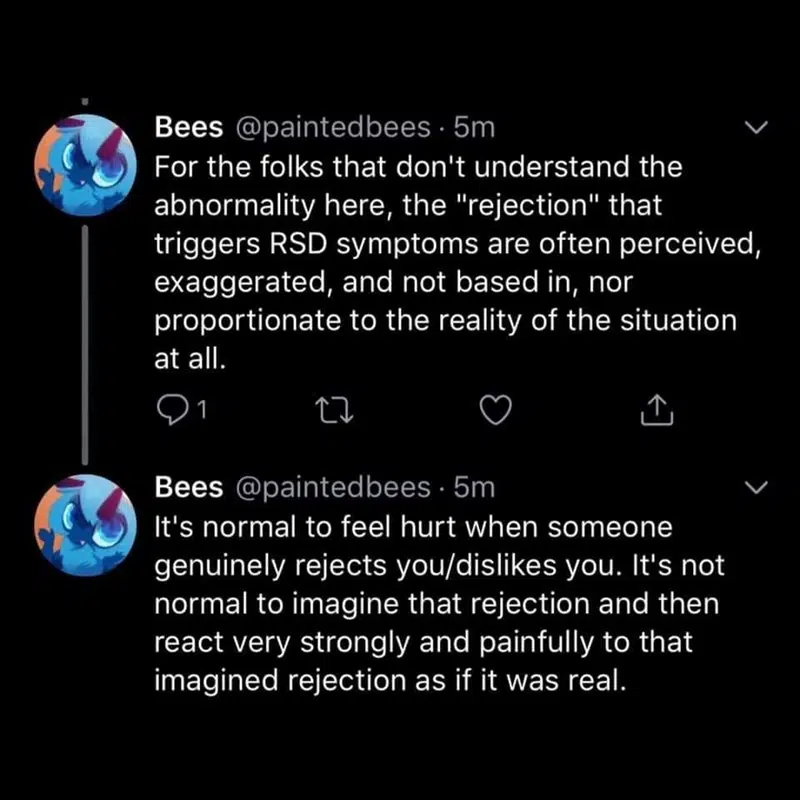 Bees @paintedbees · 5m
For the folks that don't understand the
abnormality here, the "rejection" that
triggers RSD symptoms are often perceived,
exaggerated, and not based in, nor
proportionate to the reality of the situation
at all.
1
Bees @paintedbees · 5m
It's normal to feel hurt when someone
genuinely rejects you/dislikes you. It's not
normal to imagine that rejection and then
react very strongly and painfully to that
imagined rejection as if it was real.